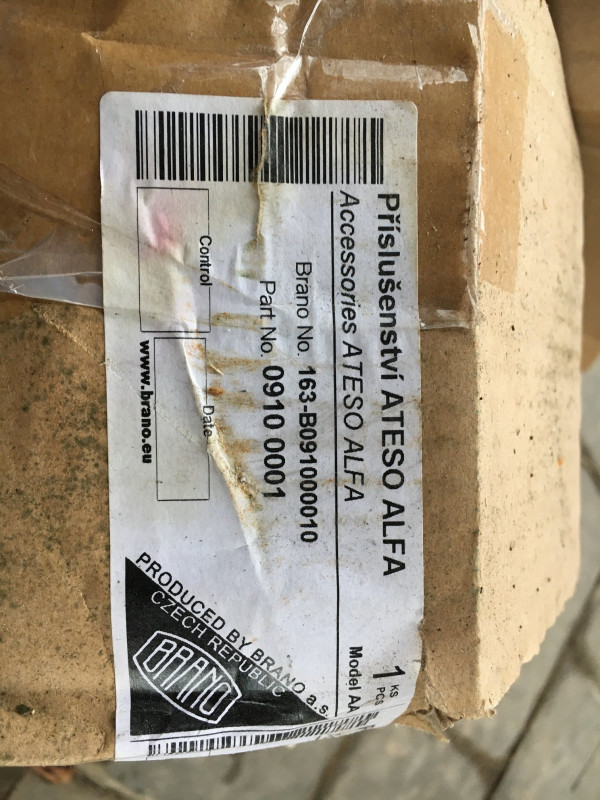 Příslušenství ATESO ALFA
1 KS
PCS
Accessories ATESO ALFA
Model AA
Brano No. 163-B091000010
Part No. 0910 0001
Control
Date
www.brano.eu
PRODUCED BY BRANO a.s.
CZECH REPUBLIC
BRANO